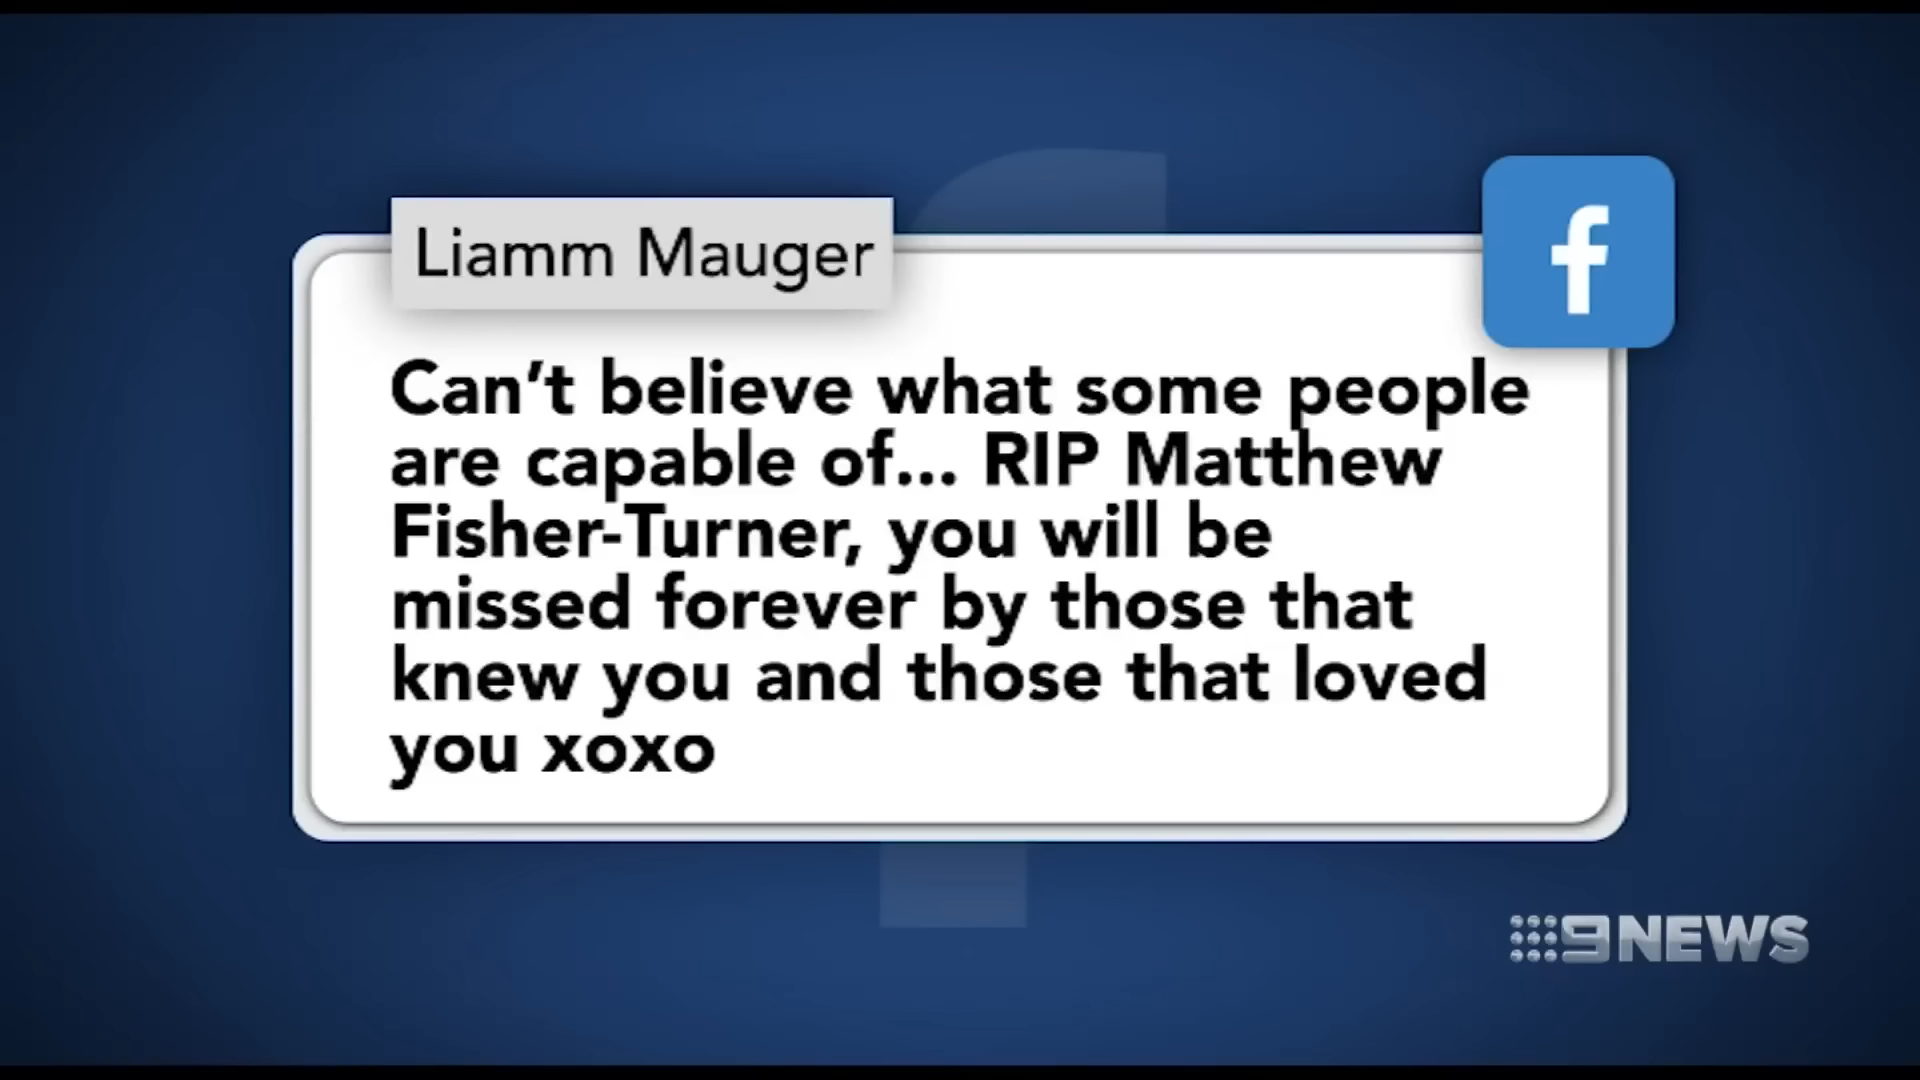 Liamm Mauger
f
Can't believe what some people
are capable of... RIP Matthew
Fisher-Turner, you will be
missed forever by those that
knew you and those that loved
you xoxo
9NEWS